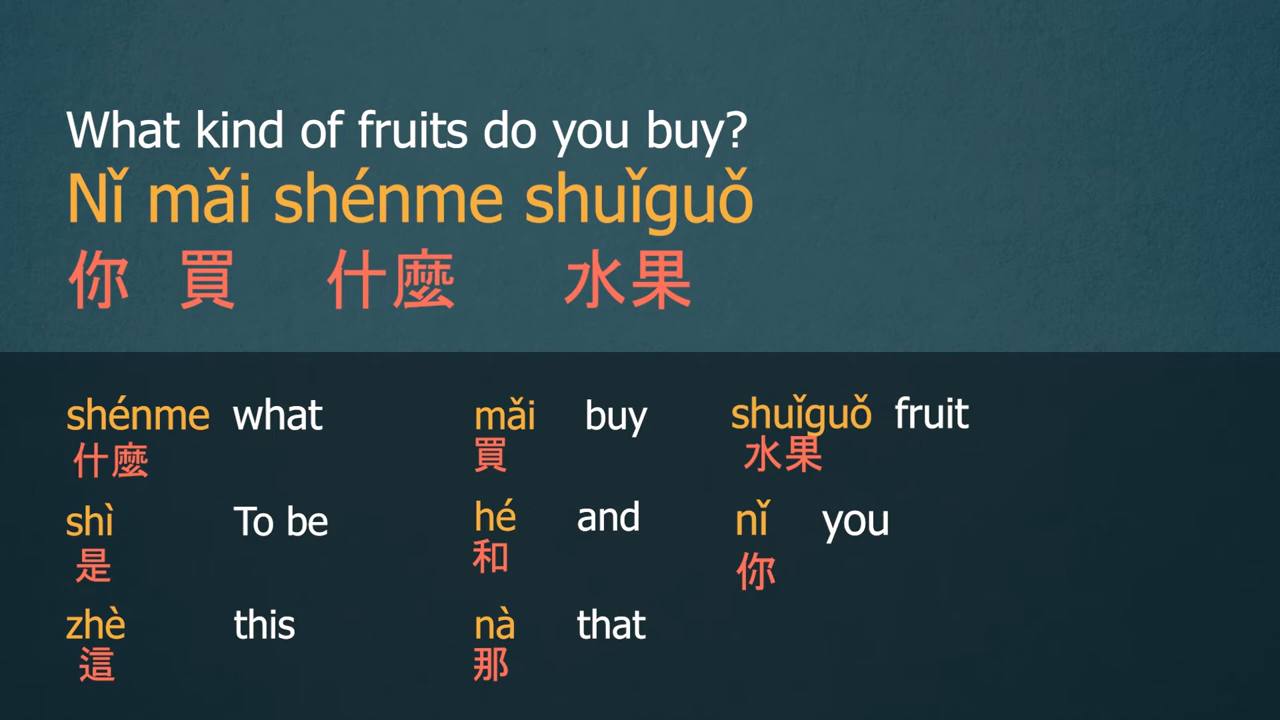 What kind of fruits do you buy?
Nǐ mǎi shénme shuǐguǒ
你 買 什麼 水果
shénme what mǎi buy shuǐguǒ fruit
什麼 買 水果
shì To be hé and nǐ you
是 和 你
zhè this nà that
這 那